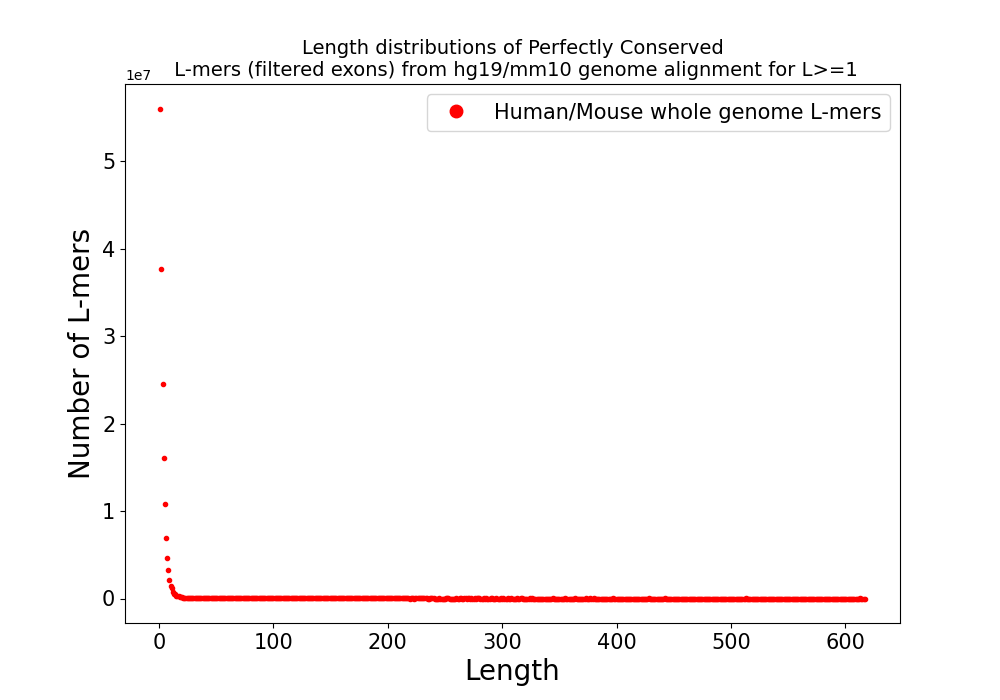 Length distributions of Perfectly Conserved
L-mers (filtered exons) from hg19/mm10 genome alignment for L>=1
1e7
Human/Mouse whole genome L-mers
5
4
3
2
1
0
Number of L-mers
0 100 200 300 400 500 600
Length